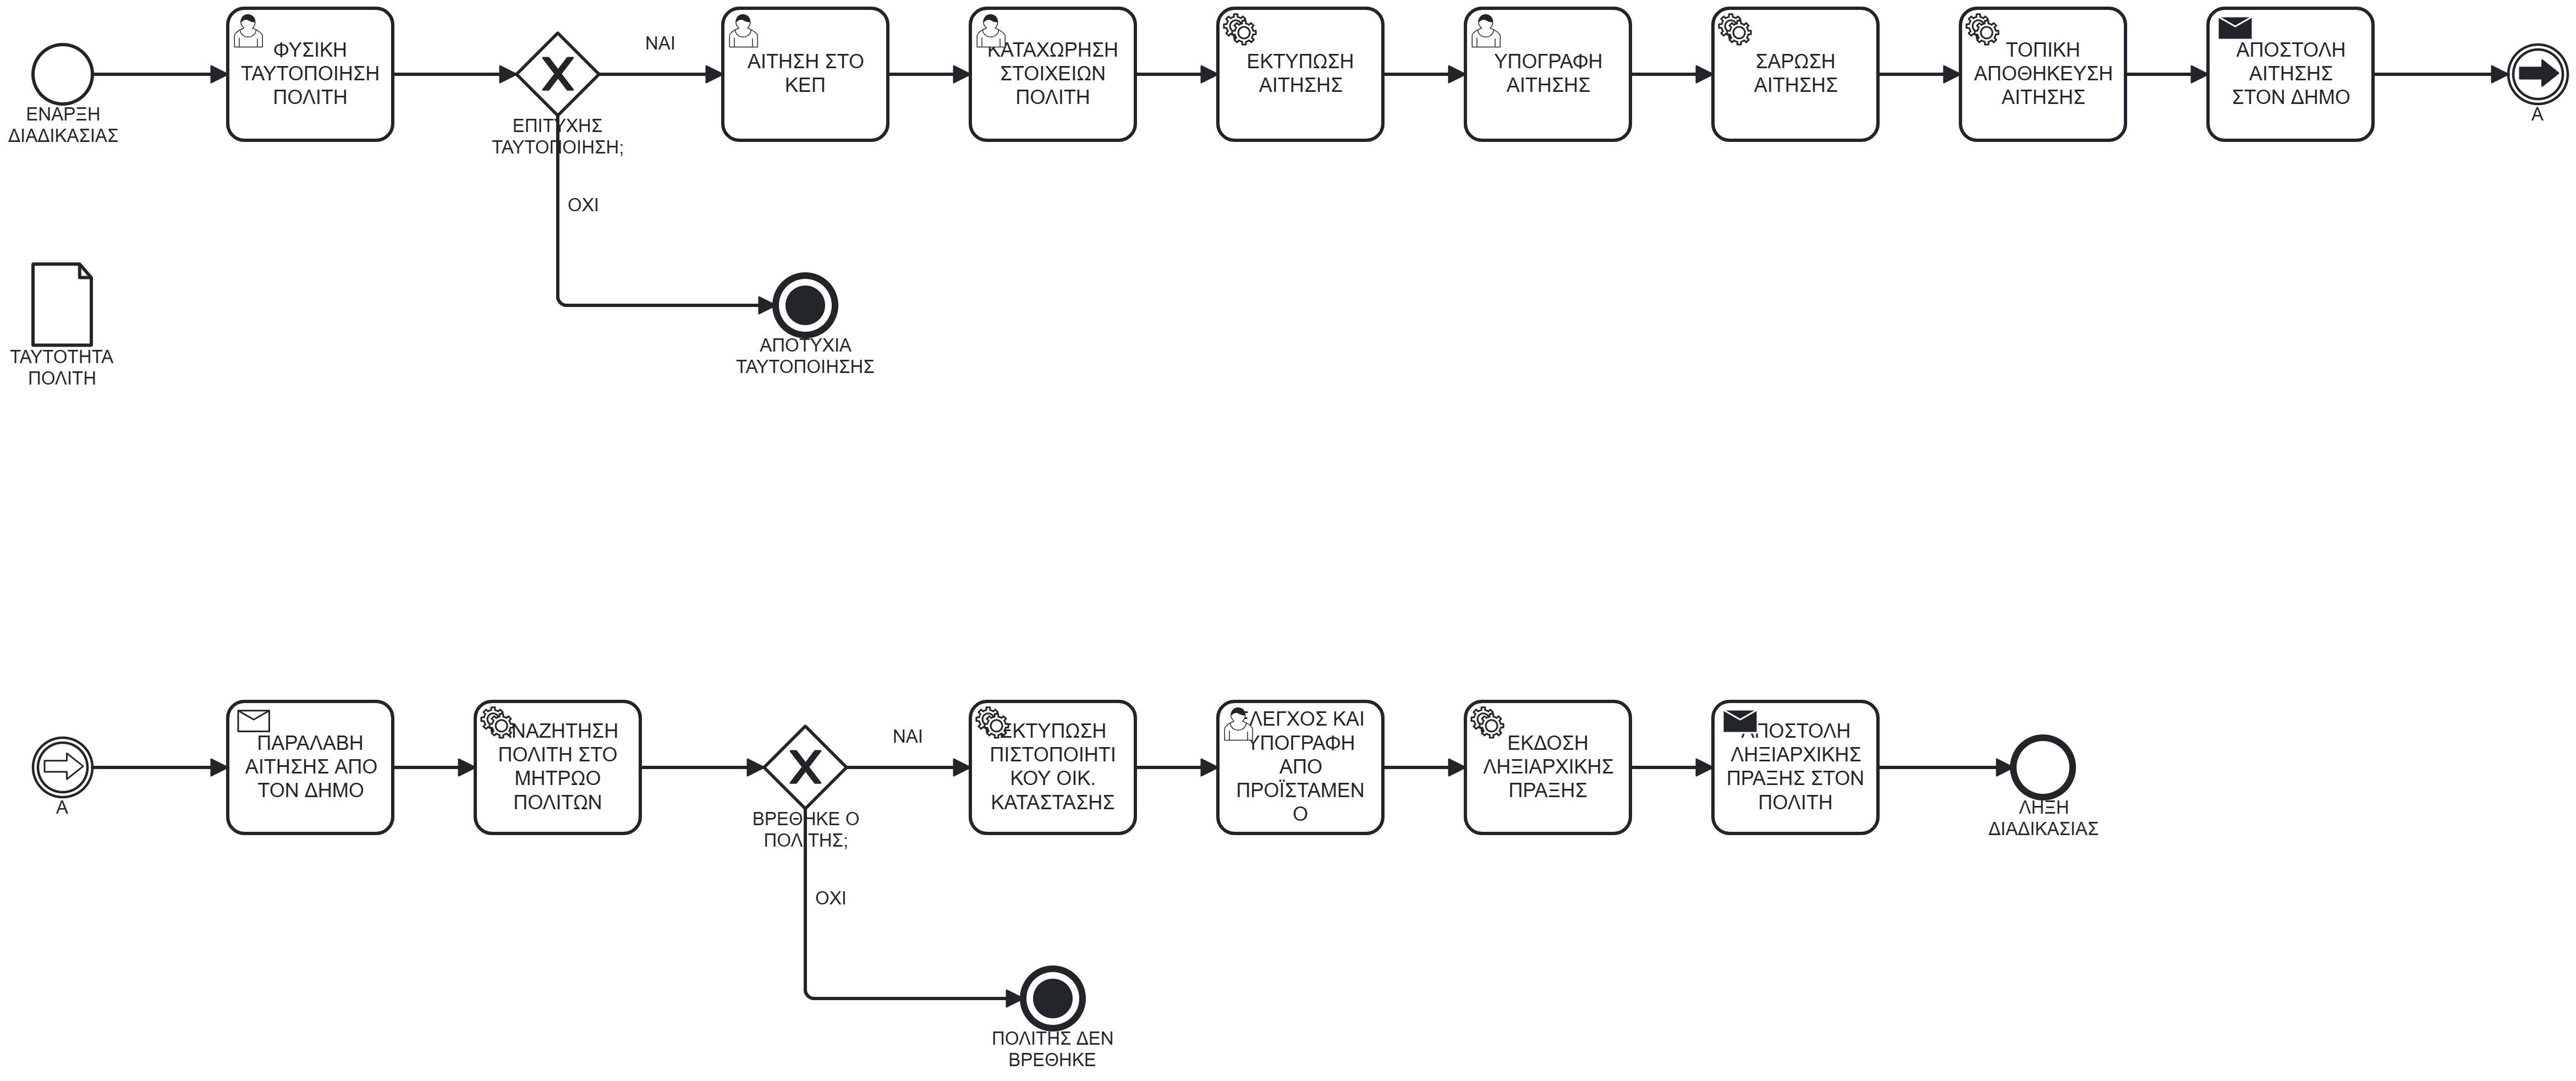 ΕΝΑΡΞΗ
ΔΙΑΔΙΚΑΣΙΑΣ
ΦΥΣΙΚΗ
ΤΑΥΤΟΠΟΙΗΣΗ
ΠΟΛΙΤΗ
ΕΠΙΤΥΧΗΣ
ΤΑΥΤΟΠΟΙΗΣΗ;
ΝΑΙ
ΑΙΤΗΣΗ ΣΤΟ
ΚΕΠ
ΚΑΤΑΧΩΡΗΣΗ
ΣΤΟΙΧΕΙΩΝ
ΠΟΛΙΤΗ
ΕΚΤΥΠΩΣΗ
ΑΙΤΗΣΗΣ
ΥΠΟΓΡΑΦΗ
ΑΙΤΗΣΗΣ
ΣΑΡΩΣΗ
ΑΙΤΗΣΗΣ
ΤΟΠΙΚΗ
ΑΠΟΘΗΚΕΥΣΗ
ΑΙΤΗΣΗΣ
ΑΠΟΣΤΟΛΗ
ΑΙΤΗΣΗΣ
ΣΤΟΝ ΔΗΜΟ
Α
ΟΧΙ
ΑΠΟΤΥΧΙΑ
ΤΑΥΤΟΠΟΙΗΣΗΣ
ΤΑΥΤΟΤΗΤΑ
ΠΟΛΙΤΗ
Α
ΠΑΡΑΛΑΒΗ
ΑΙΤΗΣΗΣ ΑΠΟ
ΤΟΝ ΔΗΜΟ
ΑΝΑΖΗΤΗΣΗ
ΠΟΛΙΤΗ ΣΤΟ
ΜΗΤΡΩΟ
ΠΟΛΙΤΩΝ
ΒΡΕΘΗΚΕ Ο
ΠΟΛΙΤΗΣ;
ΝΑΙ
ΕΚΤΥΠΩΣΗ
ΠΙΣΤΟΠΟΙΗΤΙ
ΚΟΥ ΟΙΚ.
ΚΑΤΑΣΤΑΣΗΣ
ΕΛΕΓΧΟΣ ΚΑΙ
ΥΠΟΓΡΑΦΗ
ΑΠΟ
ΠΡΟΪΣΤΑΜΕΝ
Ο
ΕΚΔΟΣΗ
ΛΗΞΙΑΡΧΙΚΗΣ
ΠΡΑΞΗΣ
ΑΠΟΣΤΟΛΗ
ΛΗΞΙΑΡΧΙΚΗΣ
ΠΡΑΞΗΣ ΣΤΟΝ
ΠΟΛΙΤΗ
ΛΗΞΗ
ΔΙΑΔΙΚΑΣΙΑΣ
ΟΧΙ
ΠΟΛΙΤΗΣ ΔΕΝ
ΒΡΕΘΗΚΕ